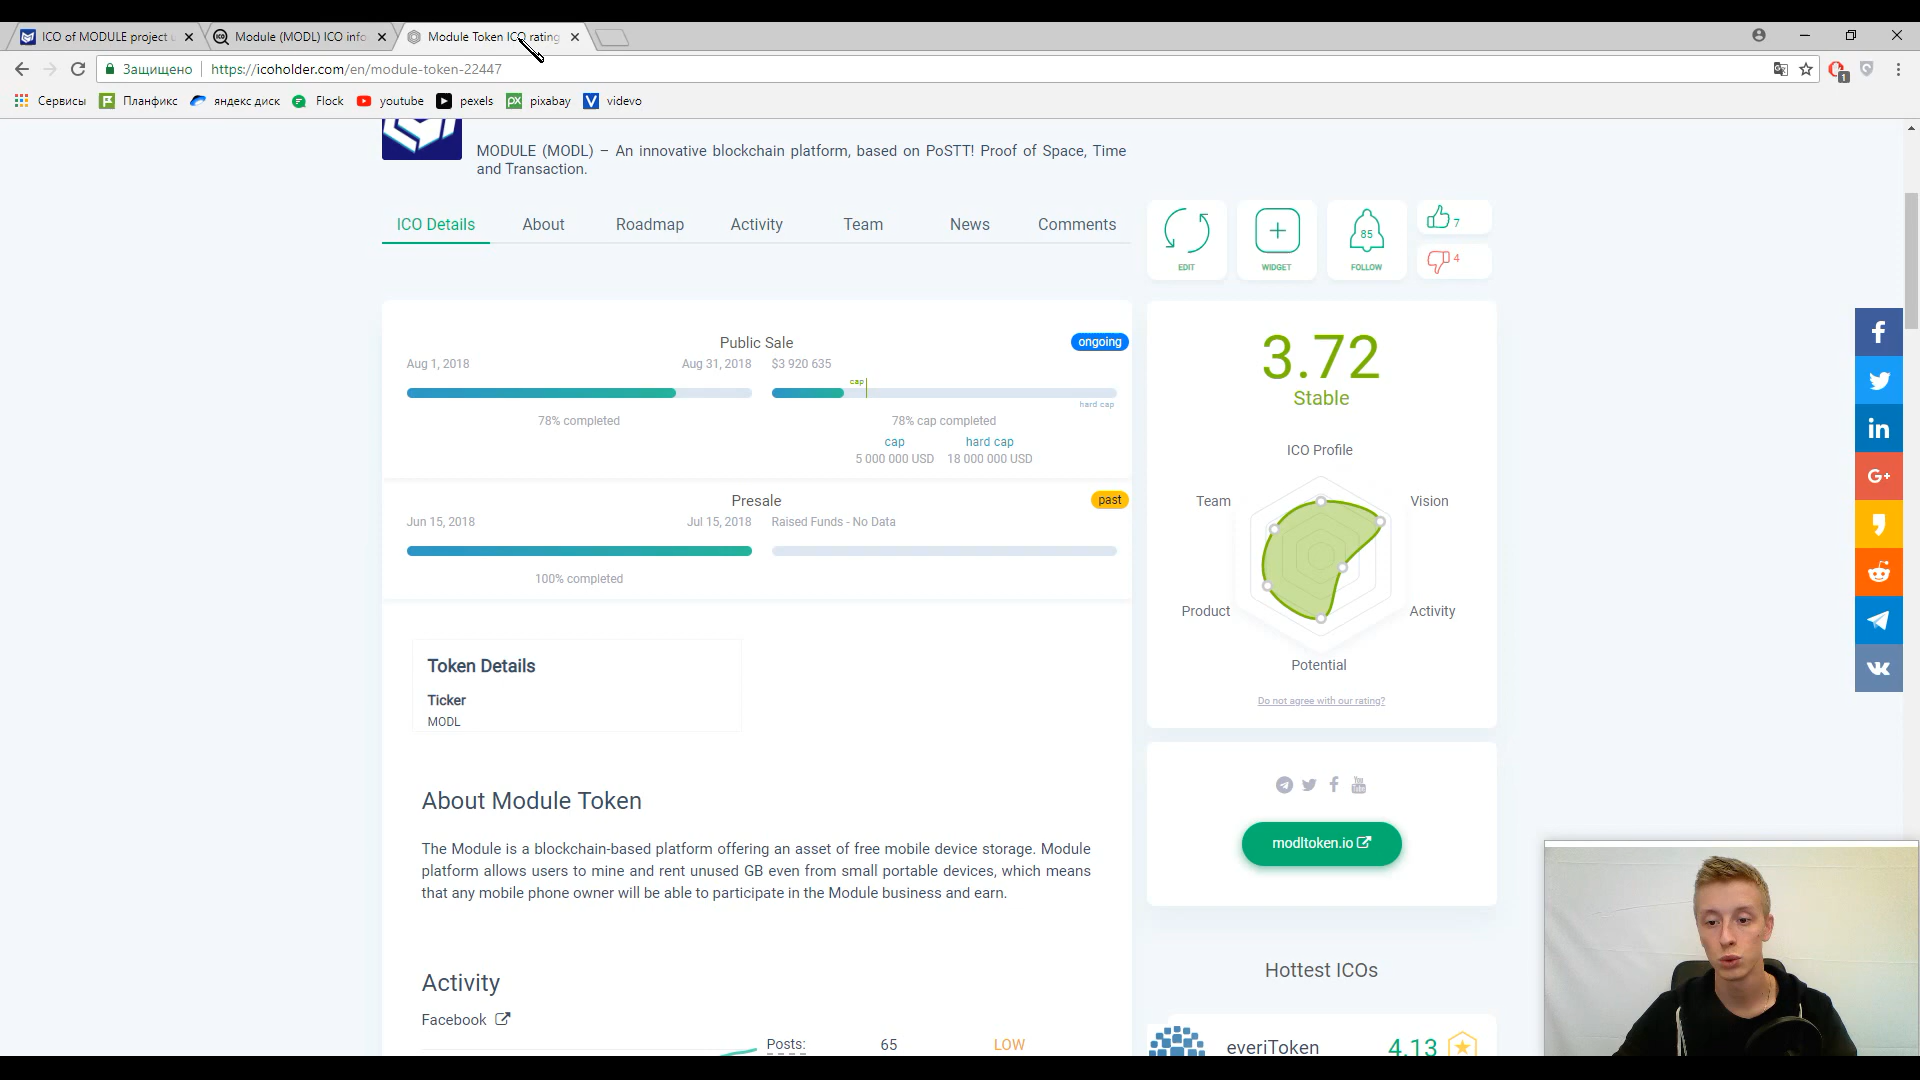 ICO of MODULE project
Module (MODL) ICO info
Module Token ICO rating
Защищено
https://icoholder.com/en/module-token-22447
1
Сервисы
Планфикс
яндекс диск
Flock
youtube
px
pexels
pixabay
videvo
MODULE (MODL) – An innovative blockchain platform, based on PoSTT! Proof of Space, Time
and Transaction.
ICO Details
About
Roadmap
Activity
Team
News
Comments
EDIT
WIDGET
85
FOLLOW
7
4
Public Sale
ongoing
Aug 1, 2018
Aug 31, 2018
$3 920 635
cap
hard cap
78% completed
78% cap completed
cap
hard cap
5 000 000 USD
18 000 000 USD
Presale
past
Jun 15, 2018
Jul 15, 2018
Raised Funds - No Data
100% completed
Token Details
Ticker
MODL
About Module Token
The Module is a blockchain-based platform offering an asset of free mobile device storage. Module
platform allows users to mine and rent unused GB even from small portable devices, which means
that any mobile phone owner will be able to participate in the Module business and earn.
Activity
Facebook
Posts:
65
LOW
3.72
Stable
ICO Profile
Team
Vision
Product
Activity
Potential
Do not agree with our rating?
You
Tube
modltoken.io
Hottest ICOs
everiToken
4.13
f
in
G+